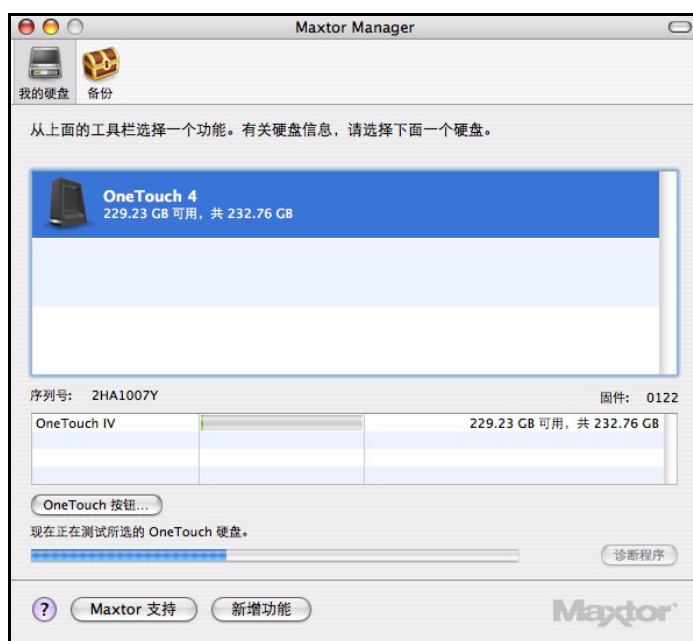 Maxtor Manager
我的硬盘
备份
从上面的工具栏选择一个功能。有关硬盘信息，请选择下面一个硬盘。
OneTouch 4
229.23 GB 可用，共 232.76 GB
序列号： 2HA1007Y
固件： 0122
OneTouch IV
229.23 GB 可用，共 232.76 GB
OneTouch 按钮...
现在正在测试所选的 OneTouch 硬盘。
诊断程序
?
Maxtor 支持
新增功能
Maxtor